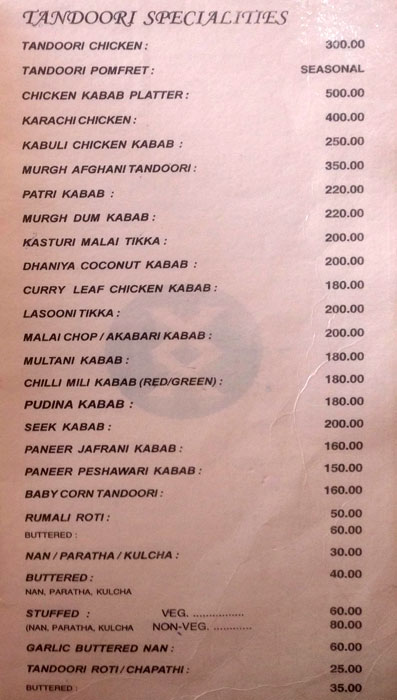 TANDOORI SPECIALITIES
TANDOORI CHICKEN : 300.00
TANDOORI POMFRET : SEASONAL
CHICKEN KABAB PLATTER : 500.00
KARACHI CHICKEN : 400.00
KABULI CHICKEN KABAB : 250.00
MURGH AFGHANI TANDOORI : 350.00
PATRI KABAB : 220.00
MURGH DUM KABAB : 220.00
KASTURI MALAI TIKKA : 200.00
DHANIYA COCONUT KABAB : 200.00
CURRY LEAF CHICKEN KABAB : 180.00
LASOONI TIKKA : 200.00
MALAI CHOP / AKABARI KABAB : 200.00
MULTANI KABAB : 180.00
CHILLI MILI KABAB (RED/GREEN) : 180.00
PUDINA KABAB : 180.00
SEEK KABAB : 200.00
PANEER JAFRANI KABAB : 160.00
PANEER PESHAWARI KABAB : 150.00
BABY CORN TANDOORI : 160.00
RUMALI ROTI : 50.00
BUTTERED : 60.00
NAN / PARATHA / KULCHA : 30.00
BUTTERED : 40.00
NAN, PARATHA, KULCHA
STUFFED : VEG. ................ 60.00
(NAN, PARATHA, KULCHA NON-VEG. ............ 80.00
GARLIC BUTTERED NAN : 60.00
TANDOORI ROTI / CHAPATHI : 25.00
BUTTERED : 35.00